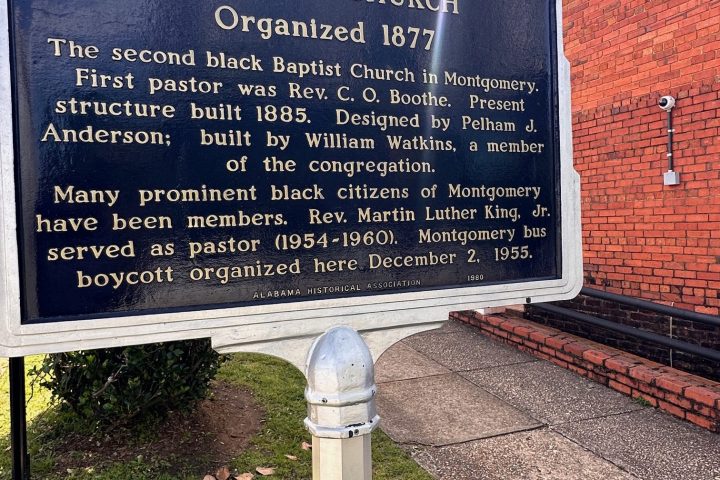 CHURCH
Organized 1877
The second black Baptist Church in Montgomery.
First pastor was Rev. C. O. Boothe. Present
structure built 1885. Designed by Pelham J.
Anderson; built by William Watkins, a member
of the congregation.
Many prominent black citizens of Montgomery
have been members. Rev. Martin Luther King, Jr.
served as pastor (1954-1960). Montgomery bus
boycott organized here December 2, 1955.
ALABAMA HISTORICAL ASSOCIATION 1980